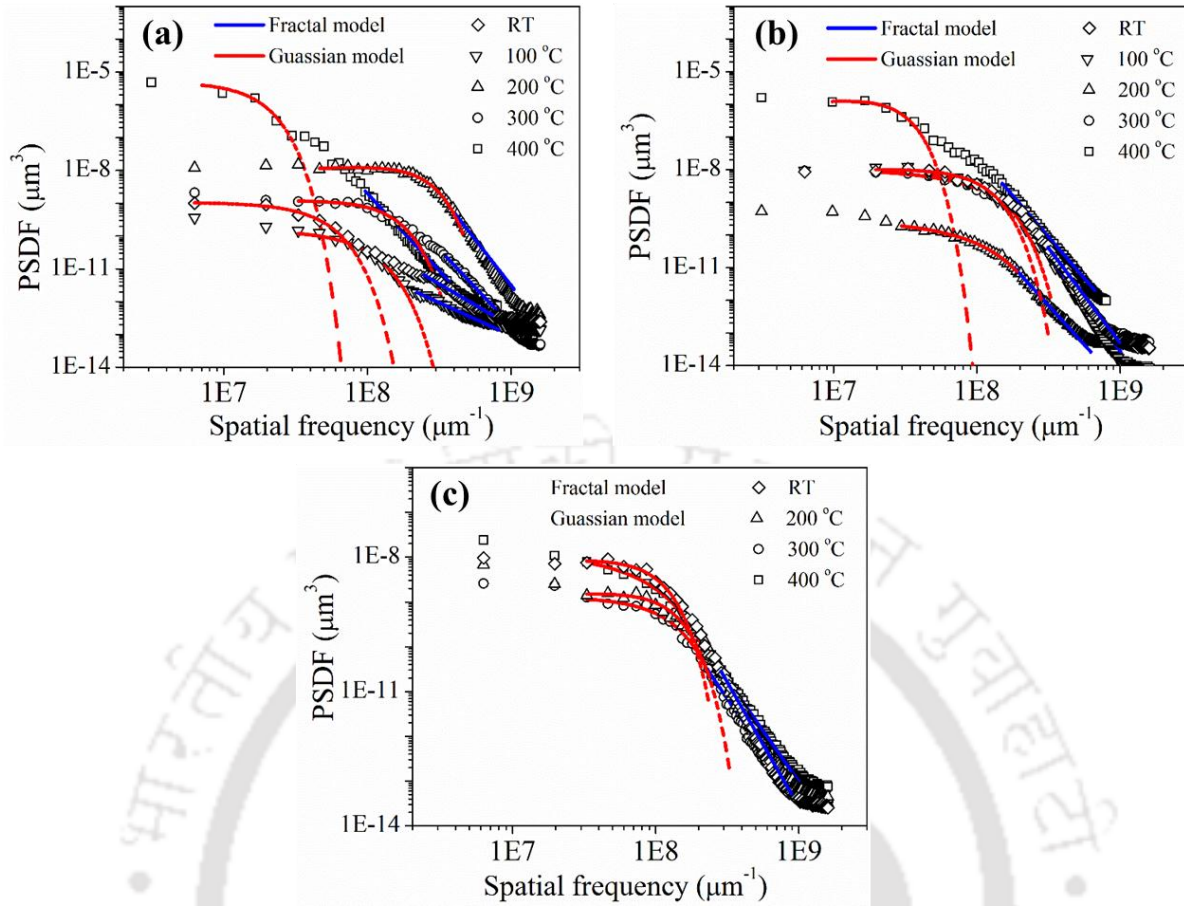 (a)
Fractal model
Guassian model
RT
100 °C
200 °C
300 °C
400 °C
1E-5
1E-8
1E-11
1E-14
PSDF (µm³)
1E7 1E8 1E9
Spatial frequency (µm⁻¹)
(b)
Fractal model
Guassian model
RT
100 °C
200 °C
300 °C
400 °C
1E-5
1E-8
1E-11
1E-14
PSDF (µm³)
1E7 1E8 1E9
Spatial frequency (µm⁻¹)
(c)
Fractal model
Guassian model
RT
200 °C
300 °C
400 °C
1E-8
1E-11
1E-14
PSDF (µm³)
1E7 1E8 1E9
Spatial frequency (µm⁻¹)